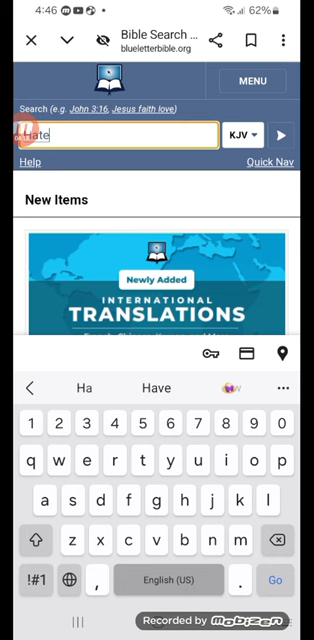 4:46
62%
Bible Search ...
blueletterbible.org
MENU
Search (e.g. John 3:16, Jesus faith love)
Hate
KJV
Help
Quick Nav
New Items
Newly Added
INTERNATIONAL
TRANSLATIONS
Ha Have
1 2 3 4 5 6 7 8 9 0
q w e r t y u i o p
a s d f g h j k l
z x c v b n m
!#1 , English (US) . Go
Recorded by Mobizen